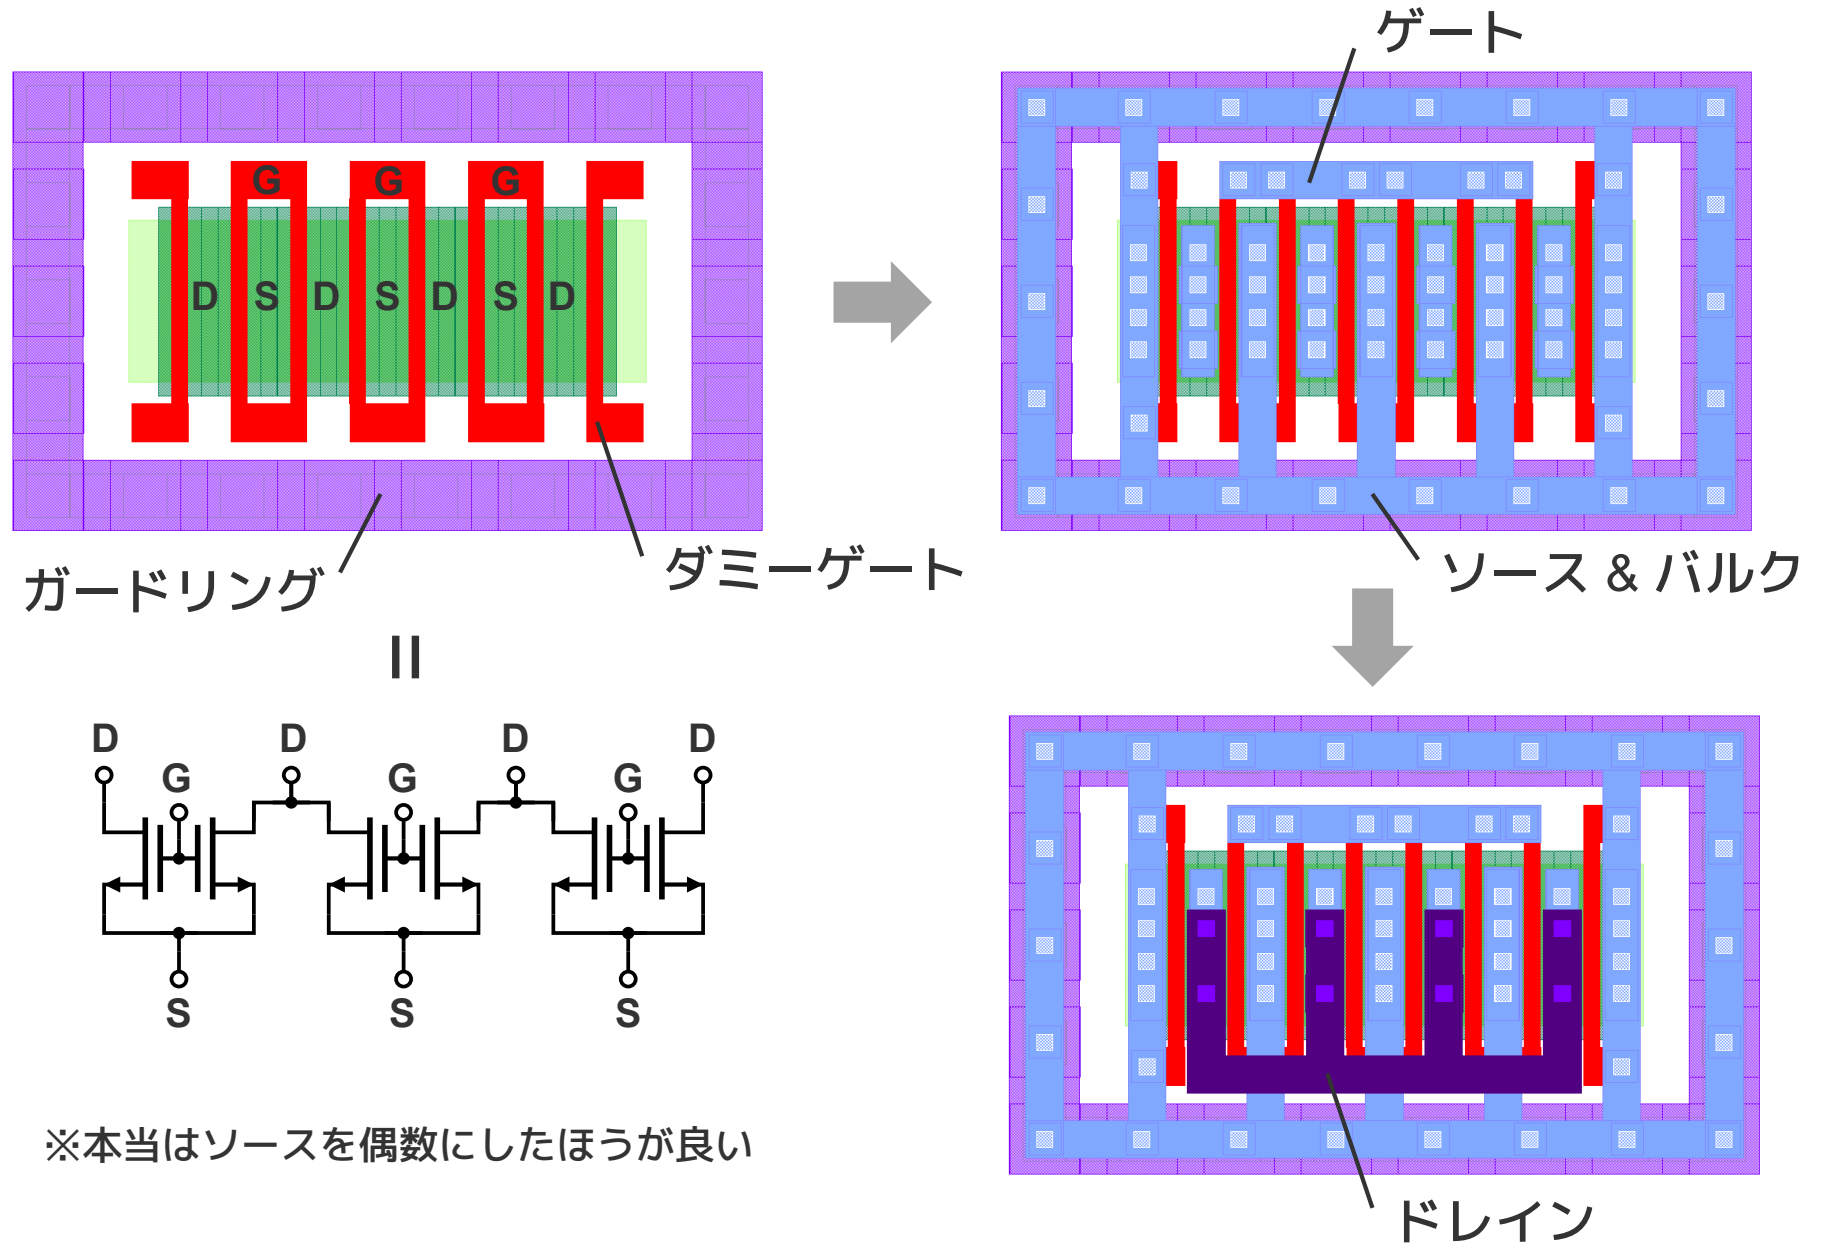 ゲート
G G G
D S D S D S D
ガードリング
ダミーゲート
ソース & バルク
=
D D D D
G G G
S S S
※本当はソースを偶数にしたほうが良い
ドレイン